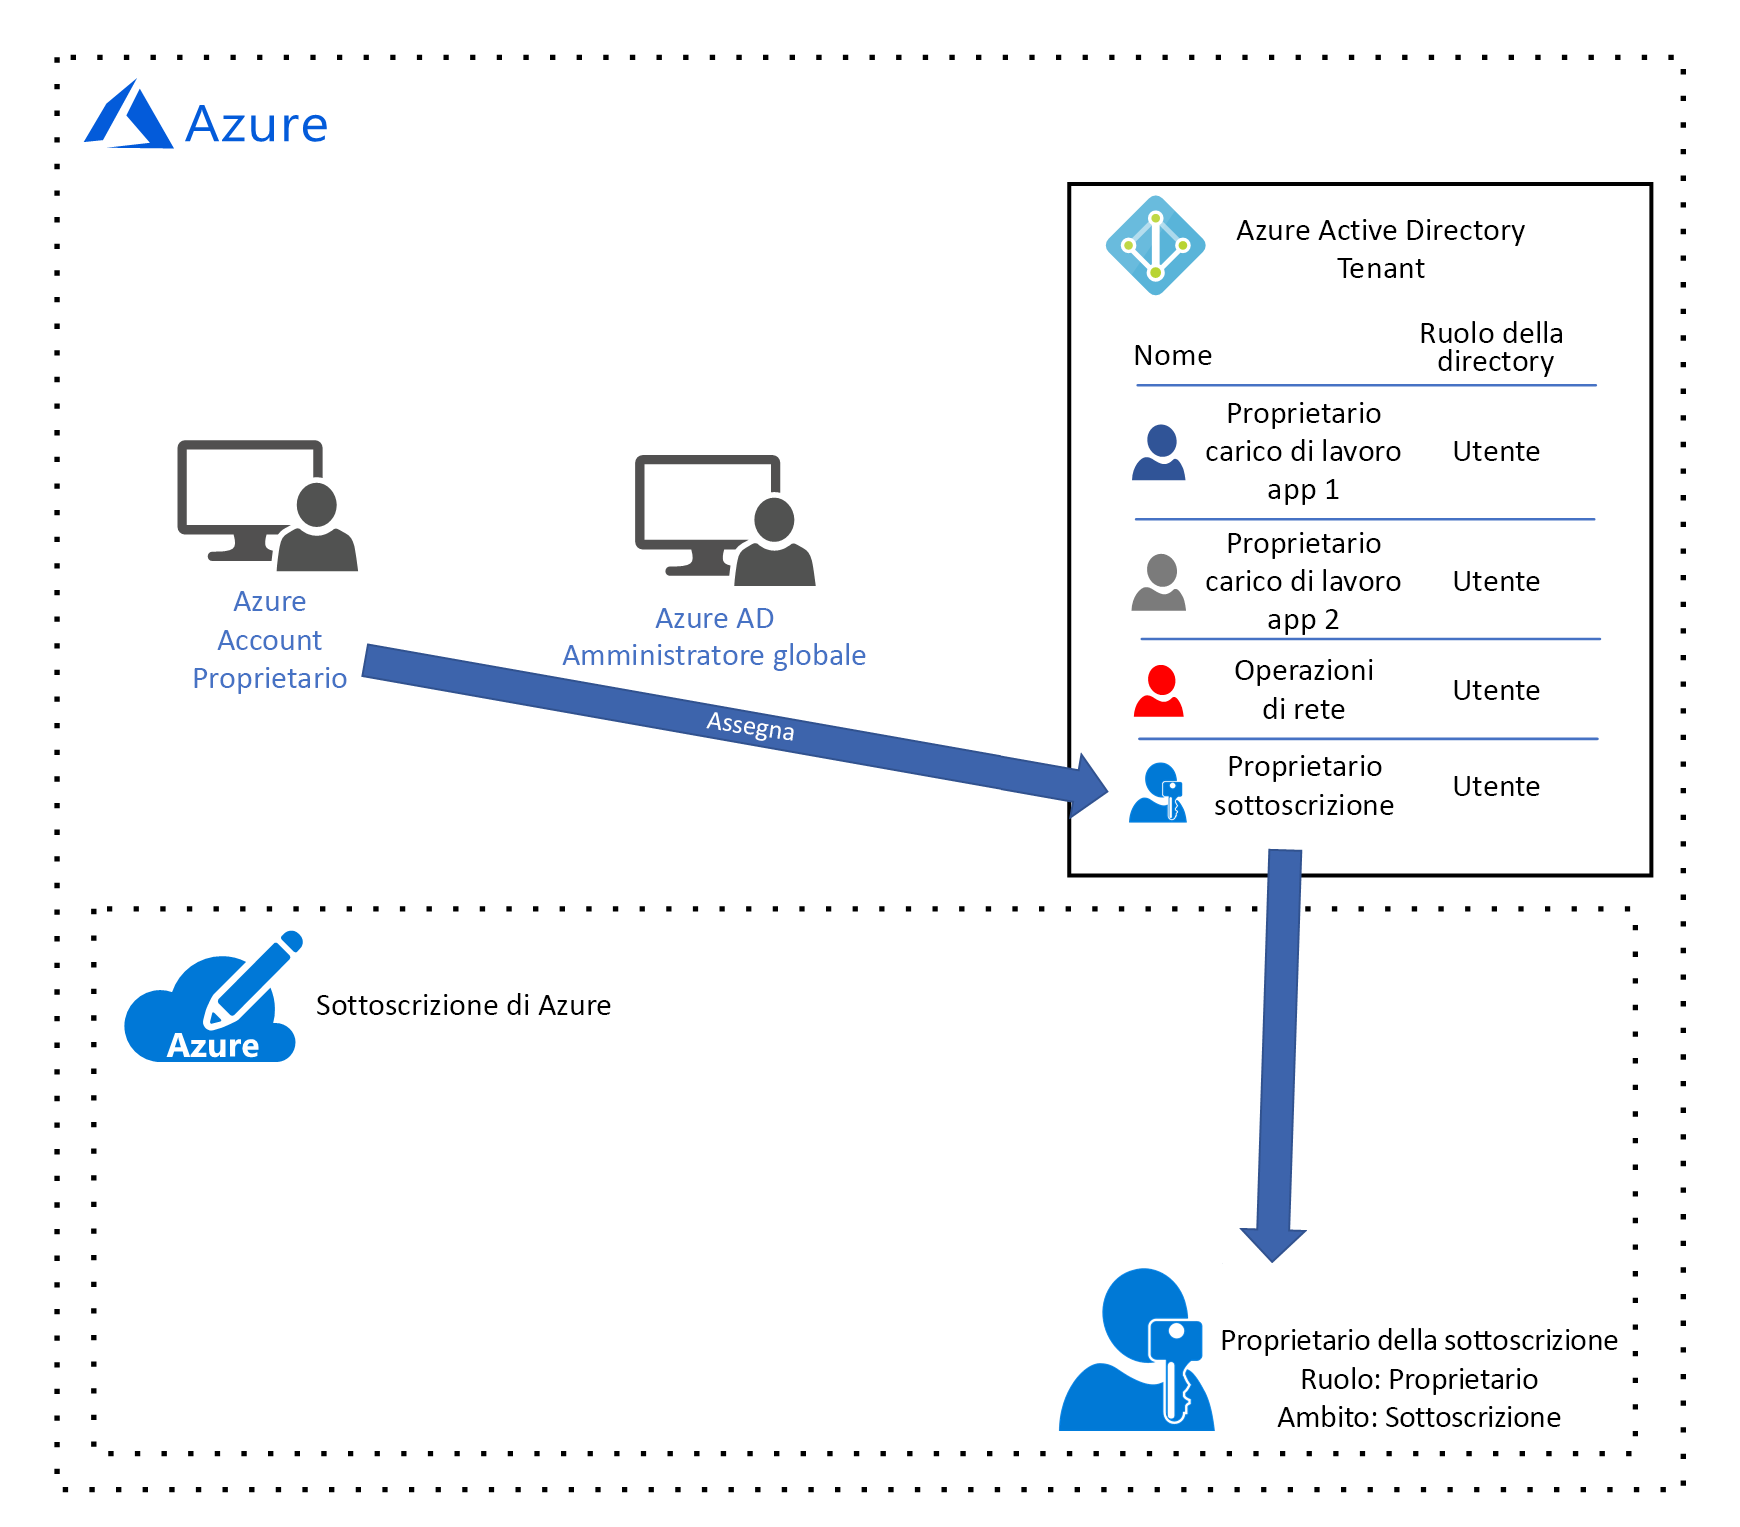 Azure
Azure Active Directory
Tenant
Nome
Ruolo della
directory
Proprietario
carico di lavoro
app 1
Utente
Proprietario
carico di lavoro
app 2
Utente
Operazioni
di rete
Utente
Proprietario
sottoscrizione
Utente
Azure
Account
Proprietario
Azure AD
Amministratore globale
Assegna
Azure
Sottoscrizione di Azure
Proprietario della sottoscrizione
Ruolo: Proprietario
Ambito: Sottoscrizione